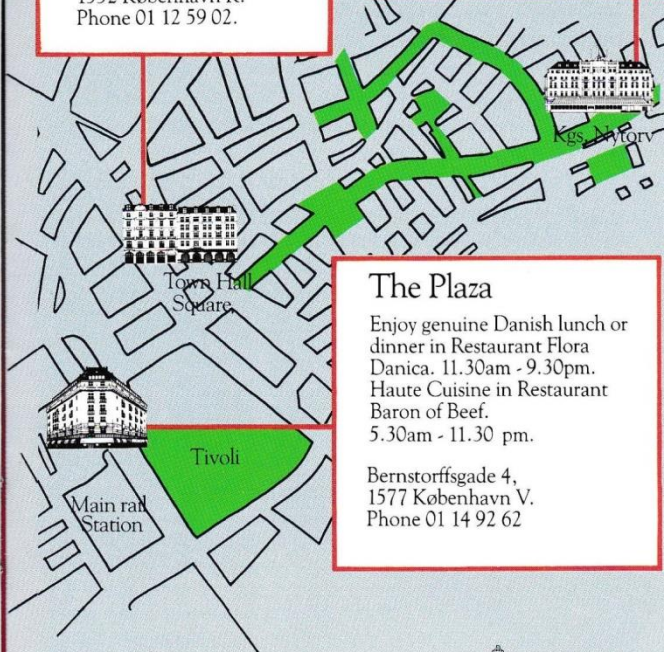 Phone 01 12 59 02.
Kgs. Nytorv
Town Hall
Square,
The Plaza
Enjoy genuine Danish lunch or
dinner in Restaurant Flora
Danica. 11.30am - 9.30pm.
Haute Cuisine in Restaurant
Baron of Beef.
5.30am - 11.30 pm.
Bernstorffsgade 4,
1577 København V.
Phone 01 14 92 62
Tivoli
Main rail
Station